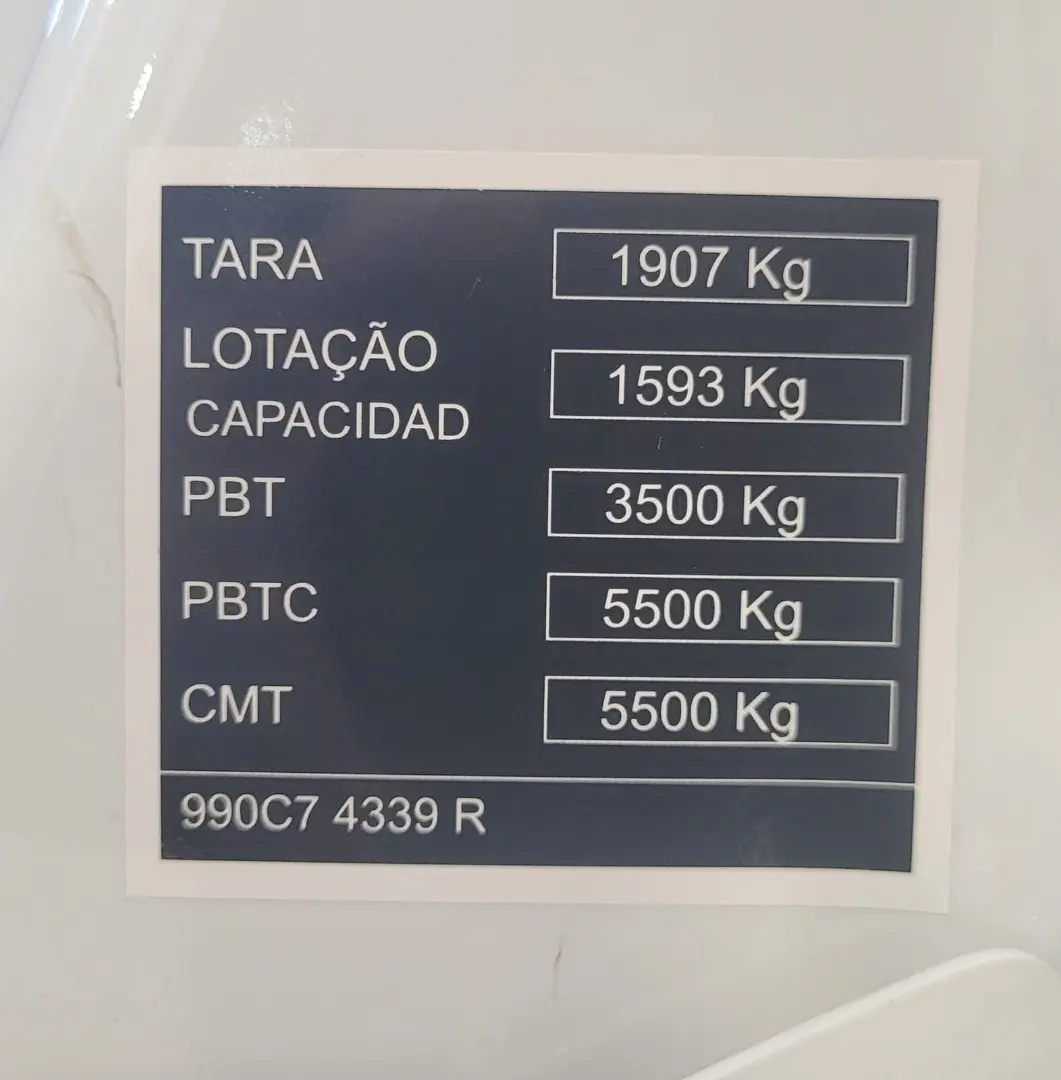 TARA 1907 Kg
LOTAÇÃO
CAPACIDAD 1593 Kg
PBT 3500 Kg
PBTC 5500 Kg
CMT 5500 Kg
990C7 4339 R